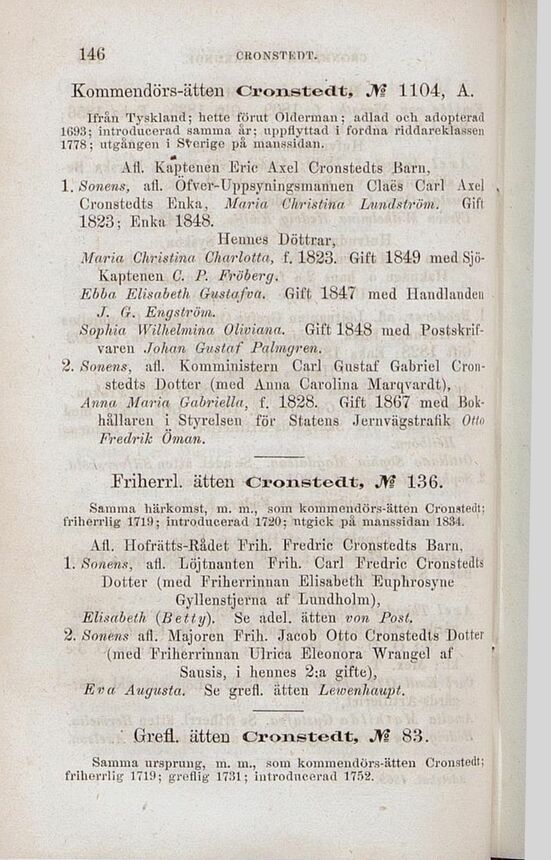 146
CRONSTEDT.
Kommendörs-ätten Cronstedt, № 1104, A.
Ifrån Tyskland; hette förut Olderman; adlad och adopterad
1693; introducerad samma år; uppflyttad i fordna riddareklassen
1778; utgången i Sverige på manssidan.
Afl. Kaptenen Eric Axel Cronstedts Barn,
1. Sonens, afl. Öfver-Uppsyningsmannen Claës Carl Axel
Cronstedts Enka, Maria Christina Lundström. Gift
1823; Enka 1848.
Hennes Döttrar,
Maria Christina Charlotta, f. 1823. Gift 1849 med Sjö-
Kaptenen C. P. Fröberg.
Ebba Elisabeth Gustafva. Gift 1847 med Handlanden
J. G. Engström.
Sophia Wilhelmina Oliviana. Gift 1848 med Postskrif-
varen Johan Gustaf Palmgren.
2. Sonens, afl. Komministern Carl Gustaf Gabriel Cron-
stedts Dotter (med Anna Carolina Marqvardt),
Anna Maria Gabriella, f. 1828. Gift 1867 med Bok-
hållaren i Styrelsen för Statens Jernvägstrafik Otto
Fredrik Öman.
Friherrl. ätten Cronstedt, № 136.
Samma härkomst, m. m., som kommendörs-ätten Cronstedt;
friherrlig 1719; introducerad 1720; utgick på manssidan 1834.
Afl. Hofrätts-Rådet Frih. Fredric Cronstedts Barn,
1. Sonens, afl. Löjtnanten Frih. Carl Fredric Cronstedts
Dotter (med Friherrinnan Elisabeth Euphrosyne
Gyllenstjerna af Lundholm),
Elisabeth (Betty). Se adel. ätten von Post.
2. Sonens afl. Majoren Frih. Jacob Otto Cronstedts Dotter
(med Friherrinnan Ulrica Eleonora Wrangel af
Sausis, i hennes 2:a gifte),
Eva Augusta. Se grefl. ätten Lewenhaupt.
Grefl. ätten Cronstedt, № 83.
Samma ursprung, m. m., som kommendörs-ätten Cronstedt;
friherrlig 1719; greflig 1731; introducerad 1752.